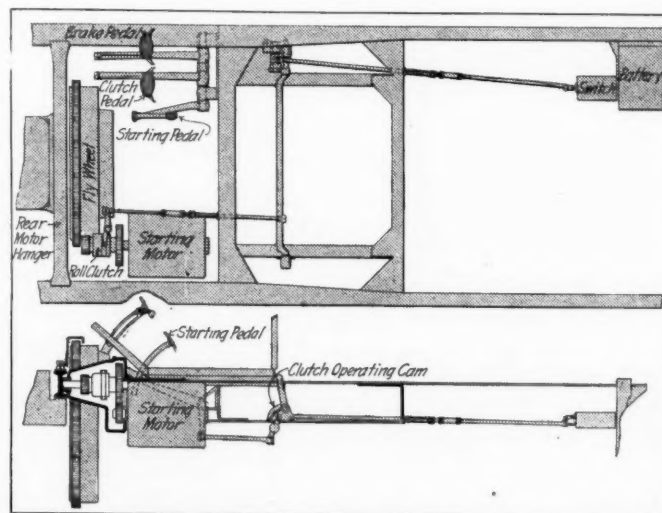 Brake Pedal
Clutch
Pedal
Starting Pedal
Switch
Battery
Fly Wheel
Rear
Motor
Hanger
Roll Clutch
Starting
Motor
Starting Pedal
Clutch Operating Cam
Starting
Motor